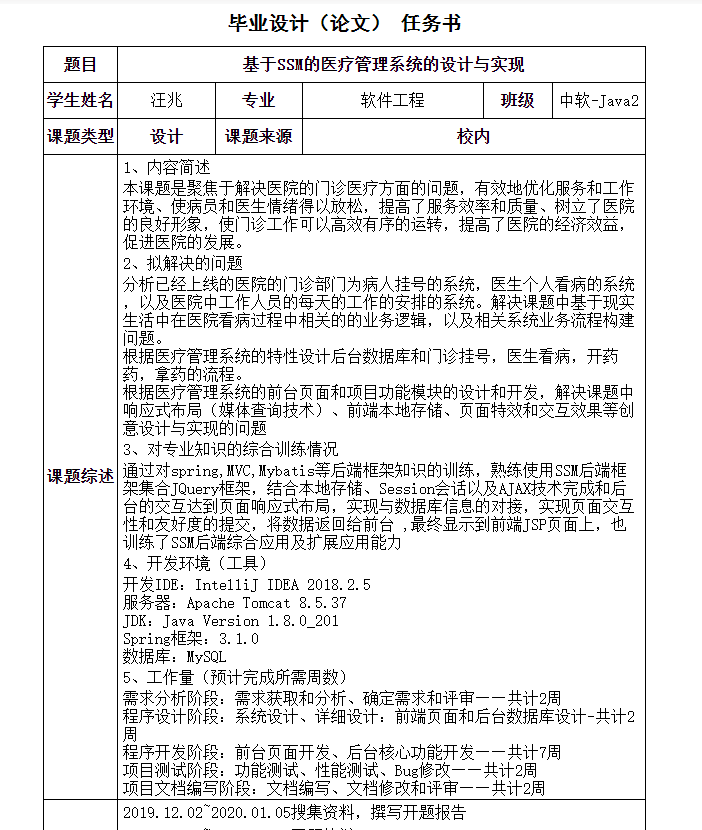 毕业设计（论文） 任务书
题目 基于SSM的医疗管理系统的设计与实现
学生姓名 汪兆 专业 软件工程 班级 中软-Java2
课题类型 设计 课题来源 校内
课题综述
1、内容简述
本课题是聚焦于解决医院的门诊医疗方面的问题，有效地优化服务和工作
环境、使病员和医生情绪得以放松，提高了服务效率和质量、树立了医院
的良好形象，使门诊工作可以高效有序的运转，提高了医院的经济效益，
促进医院的发展。
2、拟解决的问题
分析已经上线的医院的门诊部门为病人挂号的系统，医生个人看病的系统
，以及医院中工作人员的每天的工作的安排的系统。解决课题中基于现实
生活中在医院看病过程中相关的的业务逻辑，以及相关系统业务流程构建
问题。
根据医疗管理系统的特性设计后台数据库和门诊挂号，医生看病，开药
药，拿药的流程。
根据医疗管理系统的前台页面和项目功能模块的设计和开发，解决课题中
响应式布局（媒体查询技术）、前端本地存储、页面特效和交互效果等创
意设计与实现的问题
3、对专业知识的综合训练情况
通过对spring,MVC,Mybatis等后端框架知识的训练，熟练使用SSM后端框
架集合JQuery框架，结合本地存储、Session会话以及AJAX技术完成和后
台的交互达到页面响应式布局，实现与数据库信息的对接，实现页面交互
性和友好度的提交，将数据返回给前台 ,最终显示到前端JSP页面上，也
训练了SSM后端综合应用及扩展应用能力
4、开发环境（工具）
开发IDE：IntelliJ IDEA 2018.2.5
服务器：Apache Tomcat 8.5.37
JDK：Java Version 1.8.0_201
Spring框架：3.1.0
数据库：MySQL
5、工作量（预计完成所需周数）
需求分析阶段：需求获取和分析、确定需求和评审——共计2周
程序设计阶段：系统设计、详细设计：前端页面和后台数据库设计-共计2
周
程序开发阶段：前台页面开发、后台核心功能开发——共计7周
项目测试阶段：功能测试、性能测试、Bug修改——共计2周
项目文档编写阶段：文档编写、文档修改和评审——共计2周
2019.12.02~2020.01.05搜集资料，撰写开题报告